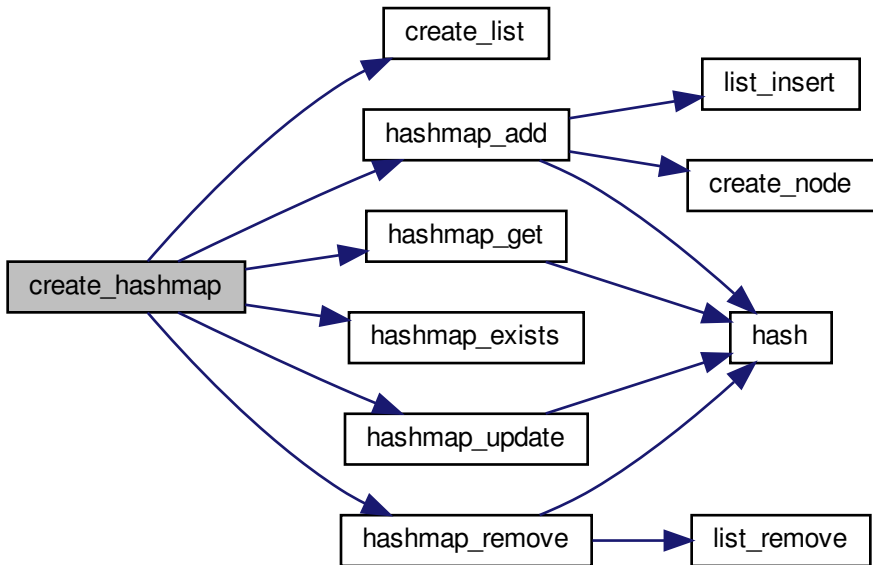 create_list
list_insert
hashmap_add
create_node
hashmap_get
create_hashmap
hashmap_exists
hash
hashmap_update
hashmap_remove
list_remove